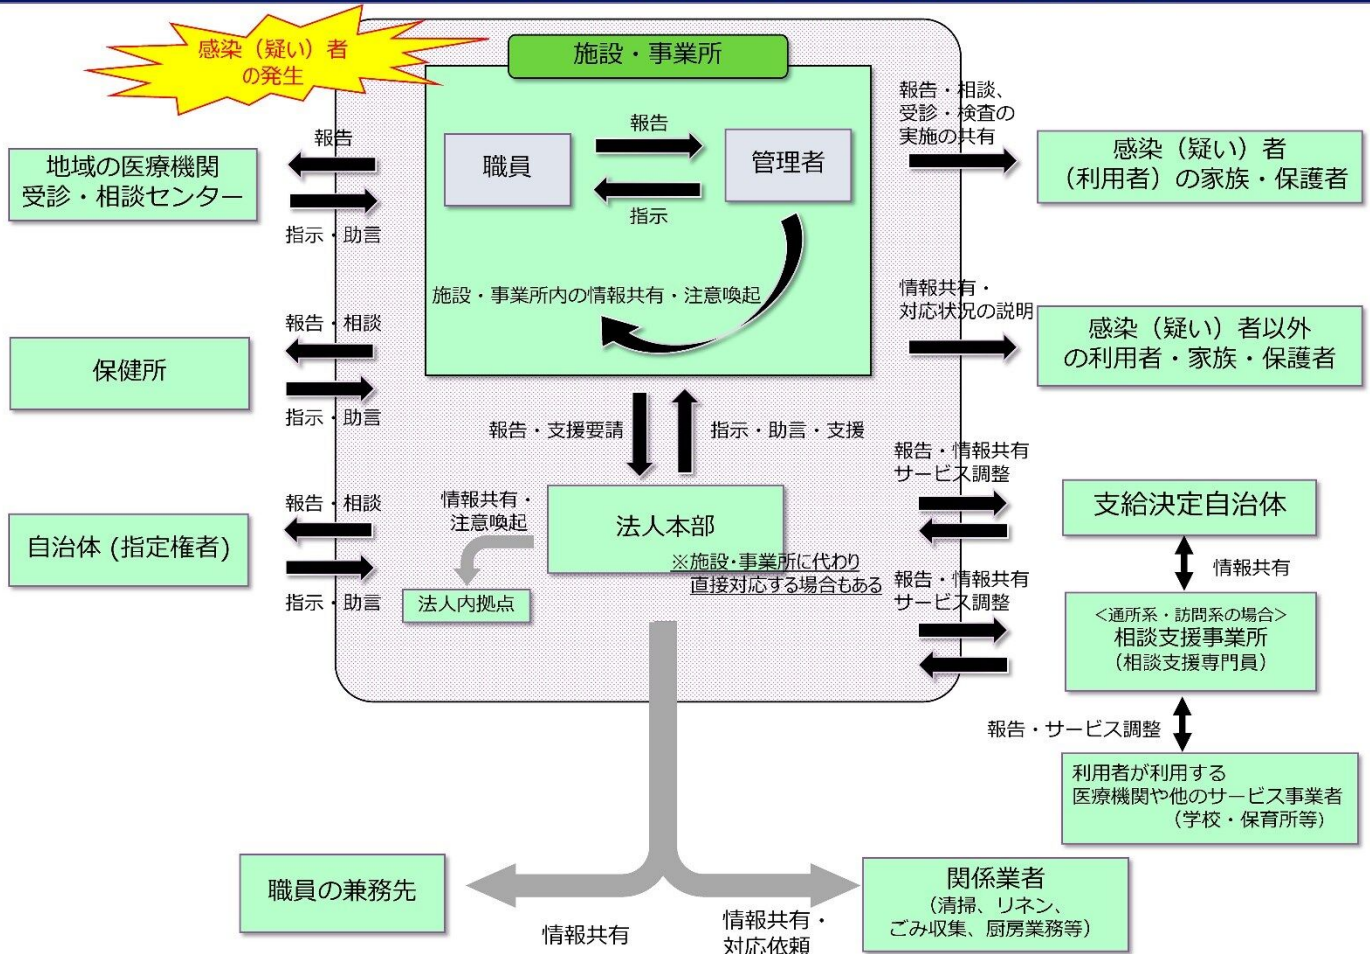 感染（疑い）者
の発生
施設・事業所
報告
地域の医療機関
受診・相談センター
指示・助言
職員
報告
指示
管理者
施設・事業所内の情報共有・注意喚起
報告・相談、
受診・検査の
実施の共有
感染（疑い）者
（利用者）の家族・保護者
報告・相談
保健所
指示・助言
情報共有・
対応状況の説明
感染（疑い）者以外
の利用者・家族・保護者
報告・支援要請
指示・助言・支援
報告・相談
自治体 (指定権者)
指示・助言
情報共有・
注意喚起
法人本部
※施設・事業所に代わり
直接対応する場合もある
法人内拠点
報告・情報共有
サービス調整
支給決定自治体
情報共有
報告・情報共有
サービス調整
＜通所系・訪問系の場合＞
相談支援事業所
（相談支援専門員）
報告・サービス調整
利用者が利用する
医療機関や他のサービス事業者
（学校・保育所等）
職員の兼務先
情報共有
情報共有・
対応依頼
関係業者
（清掃、リネン、
ごみ収集、厨房業務等）